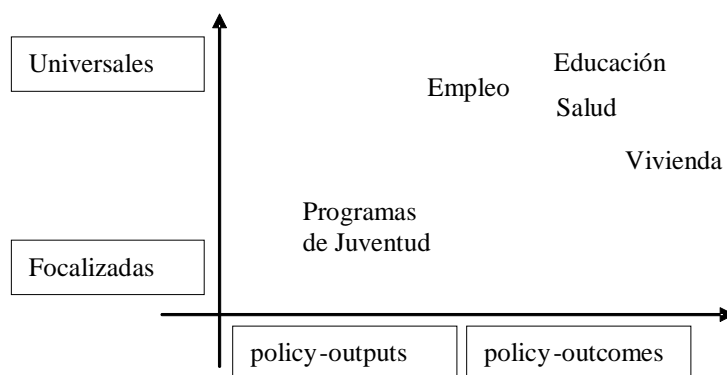 Universales
Educación
Empleo
Salud
Vivienda
Programas
de Juventud
Focalizadas
policy-outputs
policy-outcomes